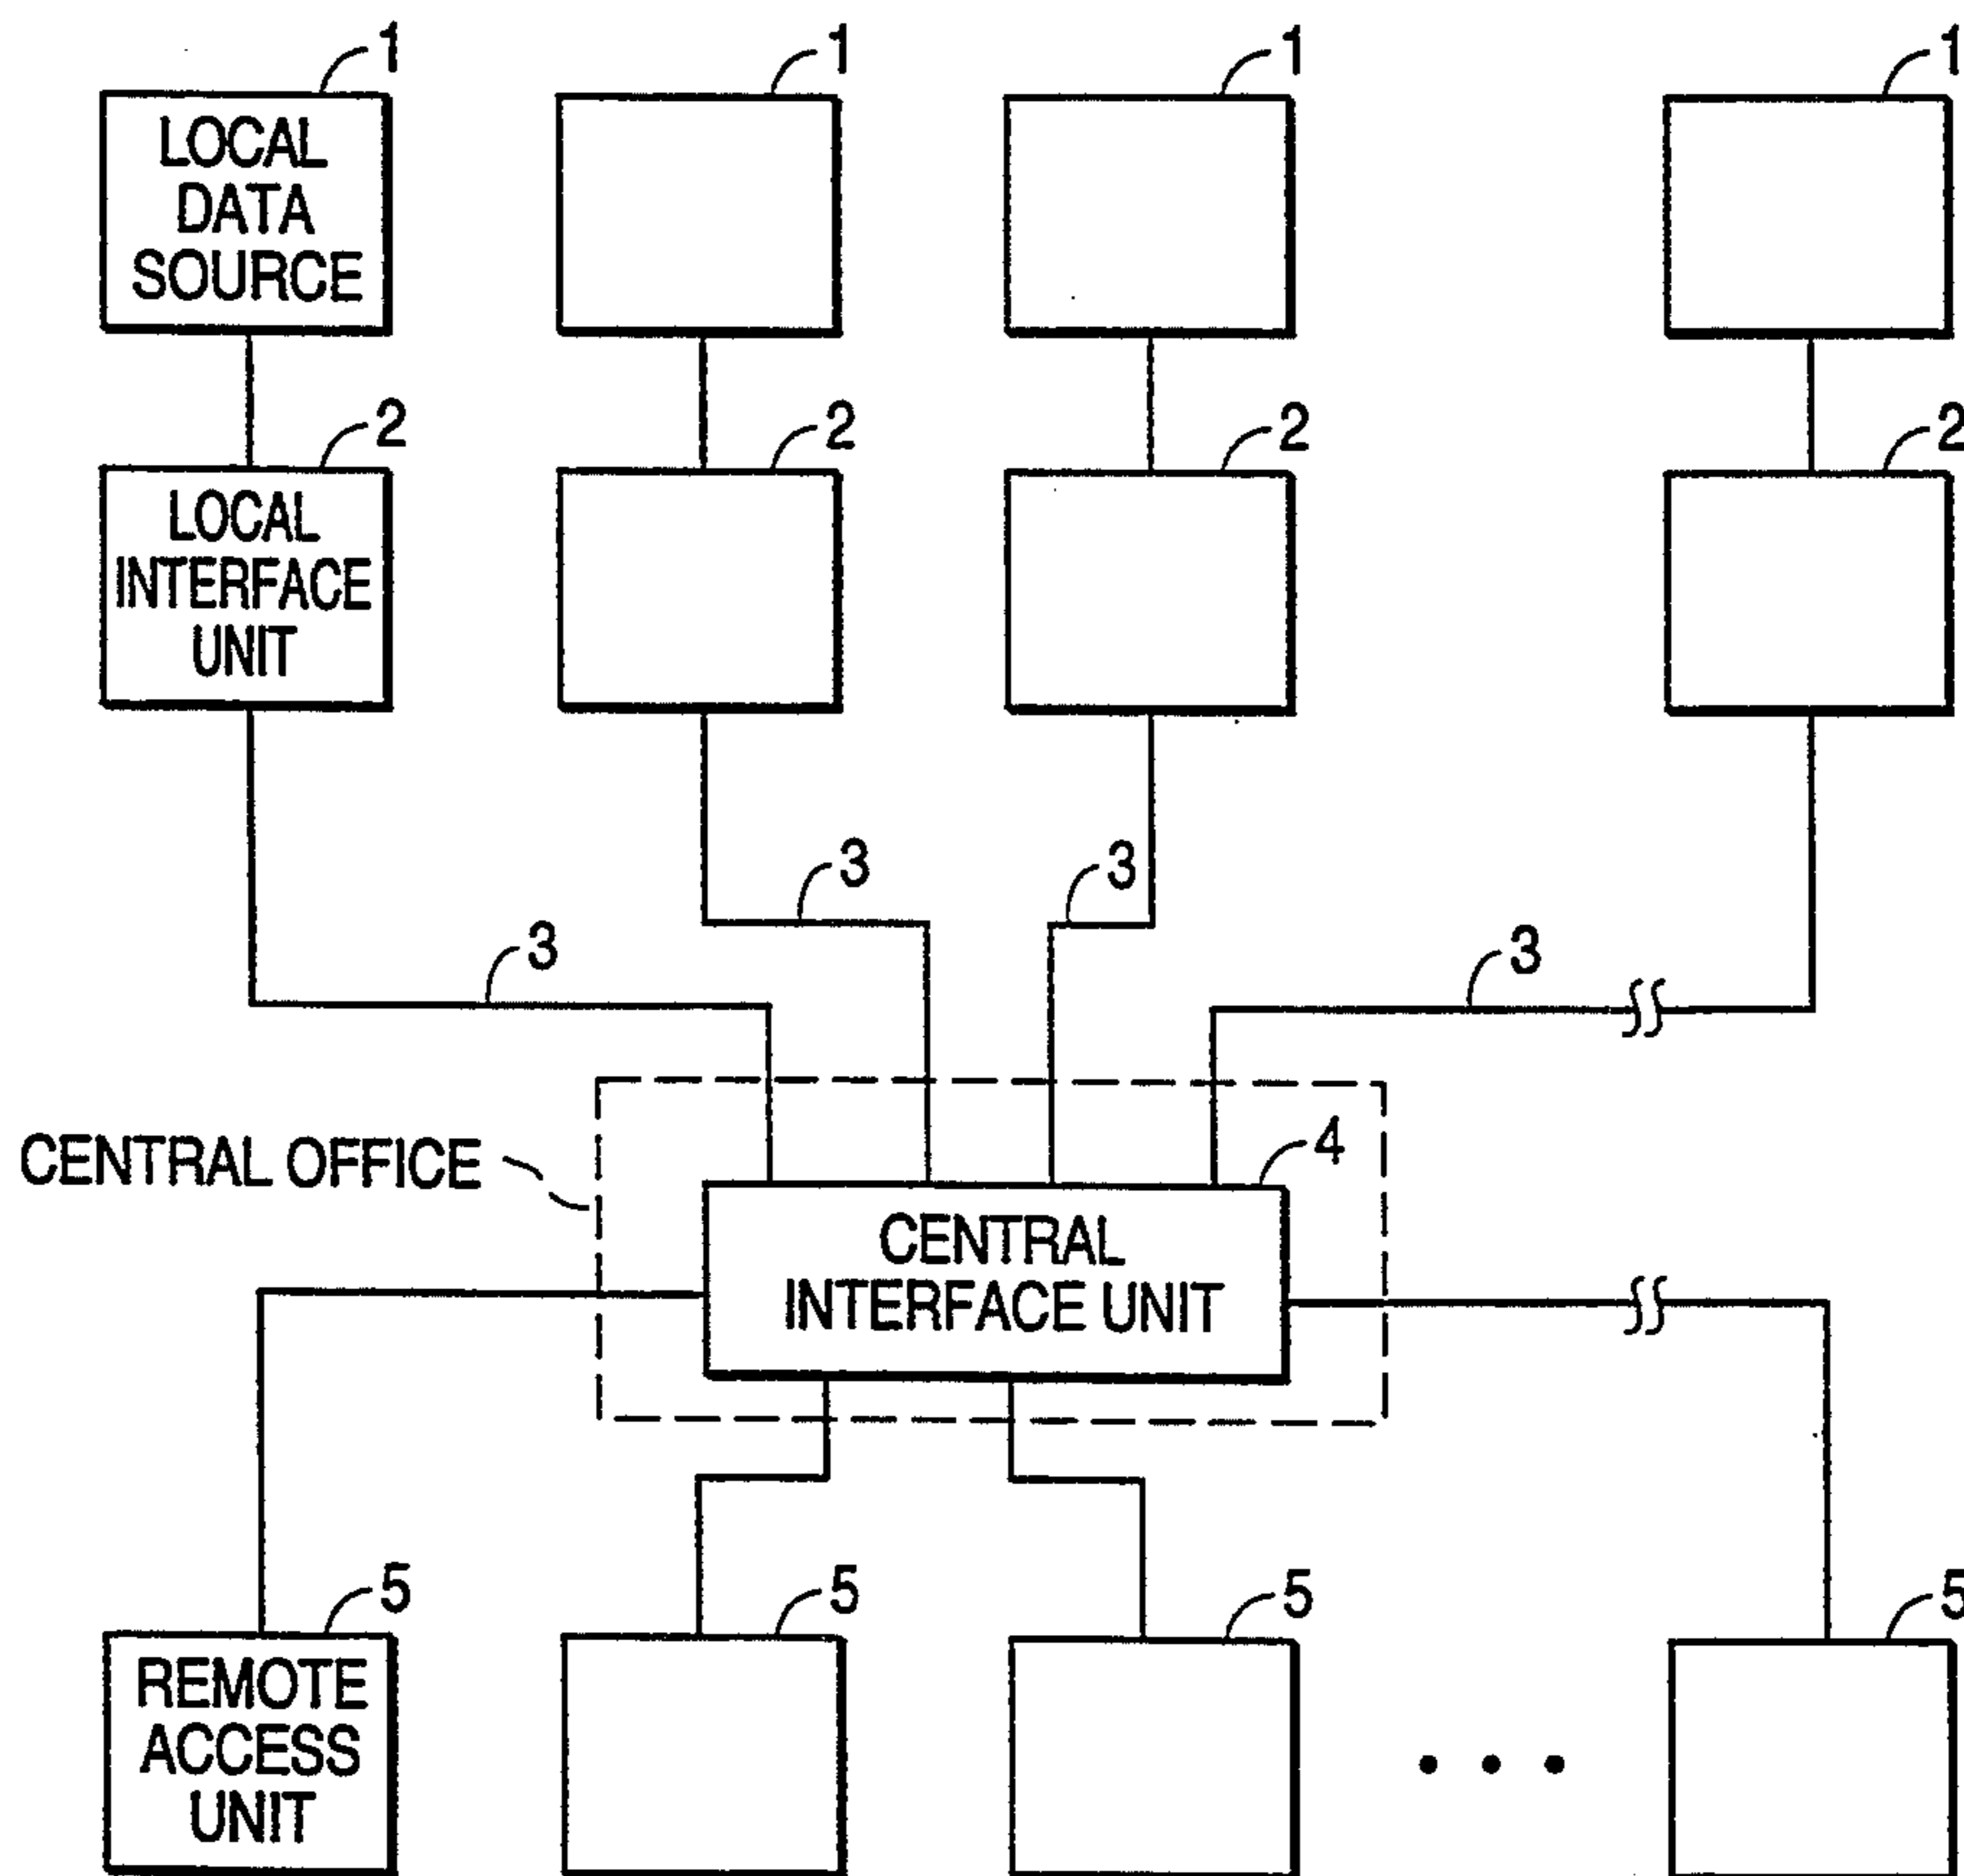 1 1 1 1
LOCAL
DATA
SOURCE
2 2 2 2
LOCAL
INTERFACE
UNIT
3 3
3 3
CENTRAL OFFICE
4
CENTRAL
INTERFACE UNIT
5 5 5 5
REMOTE
ACCESS
UNIT